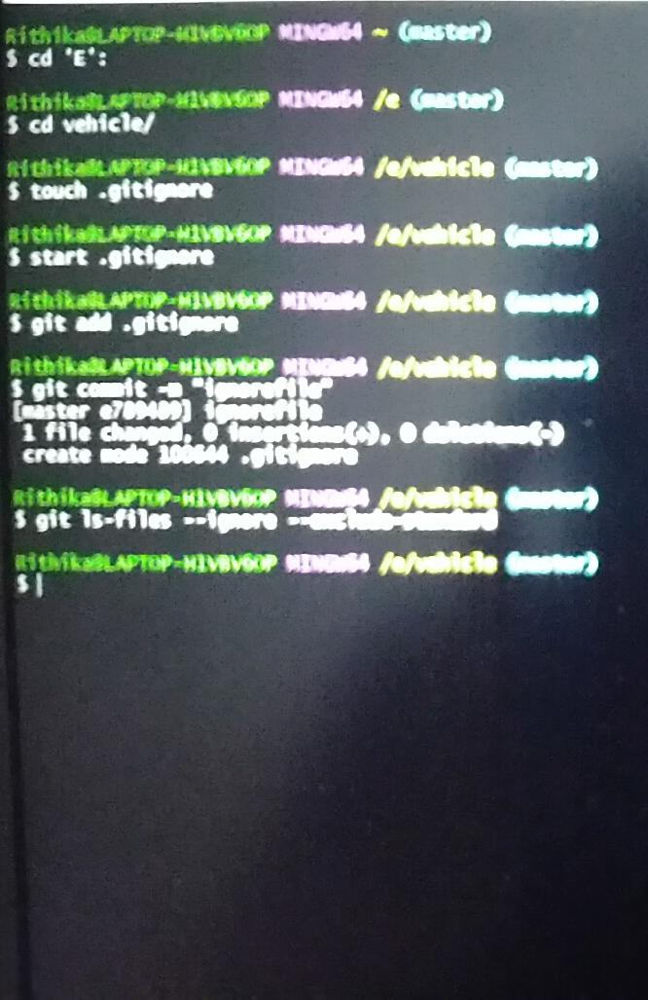 Rithika@LAPTOP-H1VBV6OP MINGW64 ~ (master)
$ cd 'E':
Rithika@LAPTOP-H1VBV6OP MINGW64 /e (master)
$ cd vehicle/
Rithika@LAPTOP-H1VBV6OP MINGW64 /e/vehicle (master)
$ touch .gitignore
Rithika@LAPTOP-H1VBV6OP MINGW64 /e/vehicle (master)
$ start .gitignore
Rithika@LAPTOP-H1VBV6OP MINGW64 /e/vehicle (master)
$ git add .gitignore
Rithika@LAPTOP-H1VBV6OP MINGW64 /e/vehicle (master)
$ git commit -m "ignorefile"
[master e789489] ignorefile
1 file changed, 0 insertions(+), 0 deletions(-)
create mode 100644 .gitignore
Rithika@LAPTOP-H1VBV6OP MINGW64 /e/vehicle (master)
$ git ls-files --ignore --exclude-standard
Rithika@LAPTOP-H1VBV6OP MINGW64 /e/vehicle (master)
$